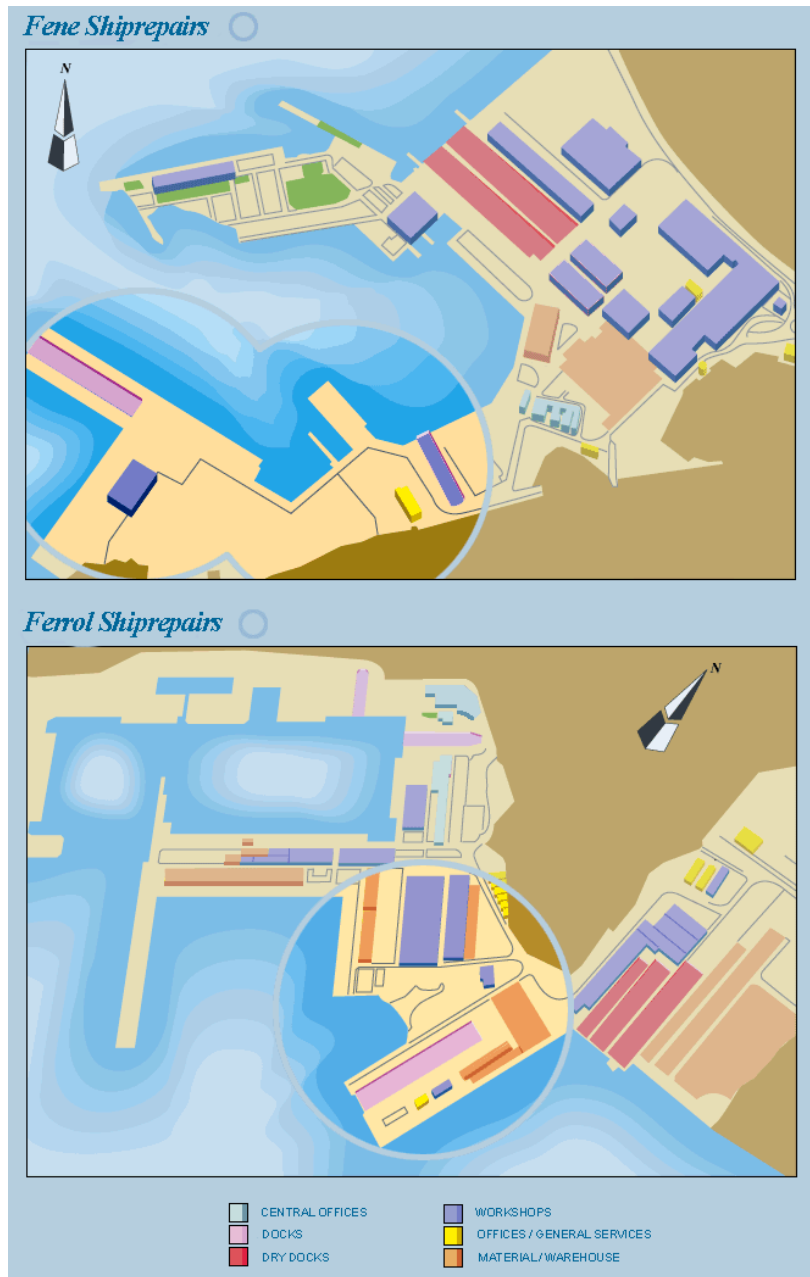 Fene Shiprepairs
N
Ferrol Shiprepairs
N
CENTRAL OFFICES
WORKSHOPS
DOCKS
OFFICES / GENERAL SERVICES
DRY DOCKS
MATERIAL/WAREHOUSE